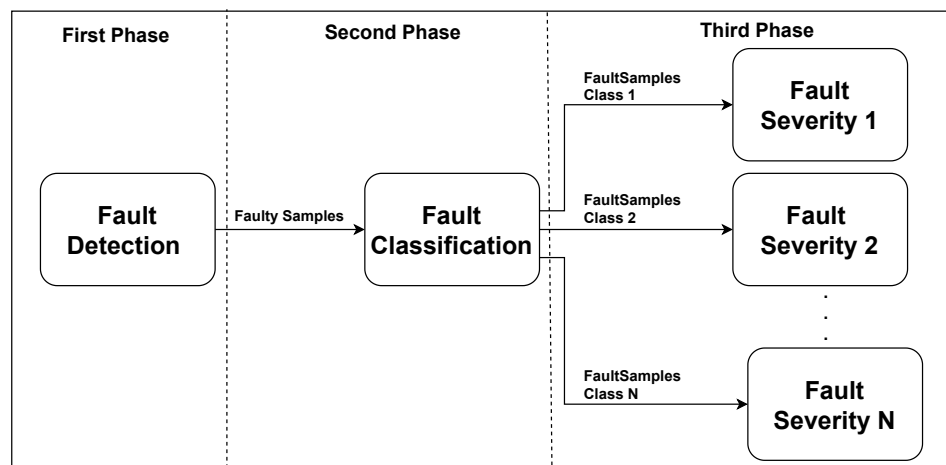 First Phase
Second Phase
Third Phase
Fault
Detection
Faulty Samples
Fault
Classification
FaultSamples
Class 1
Fault
Severity 1
FaultSamples
Class 2
Fault
Severity 2
.
.
.
FaultSamples
Class N
Fault
Severity N